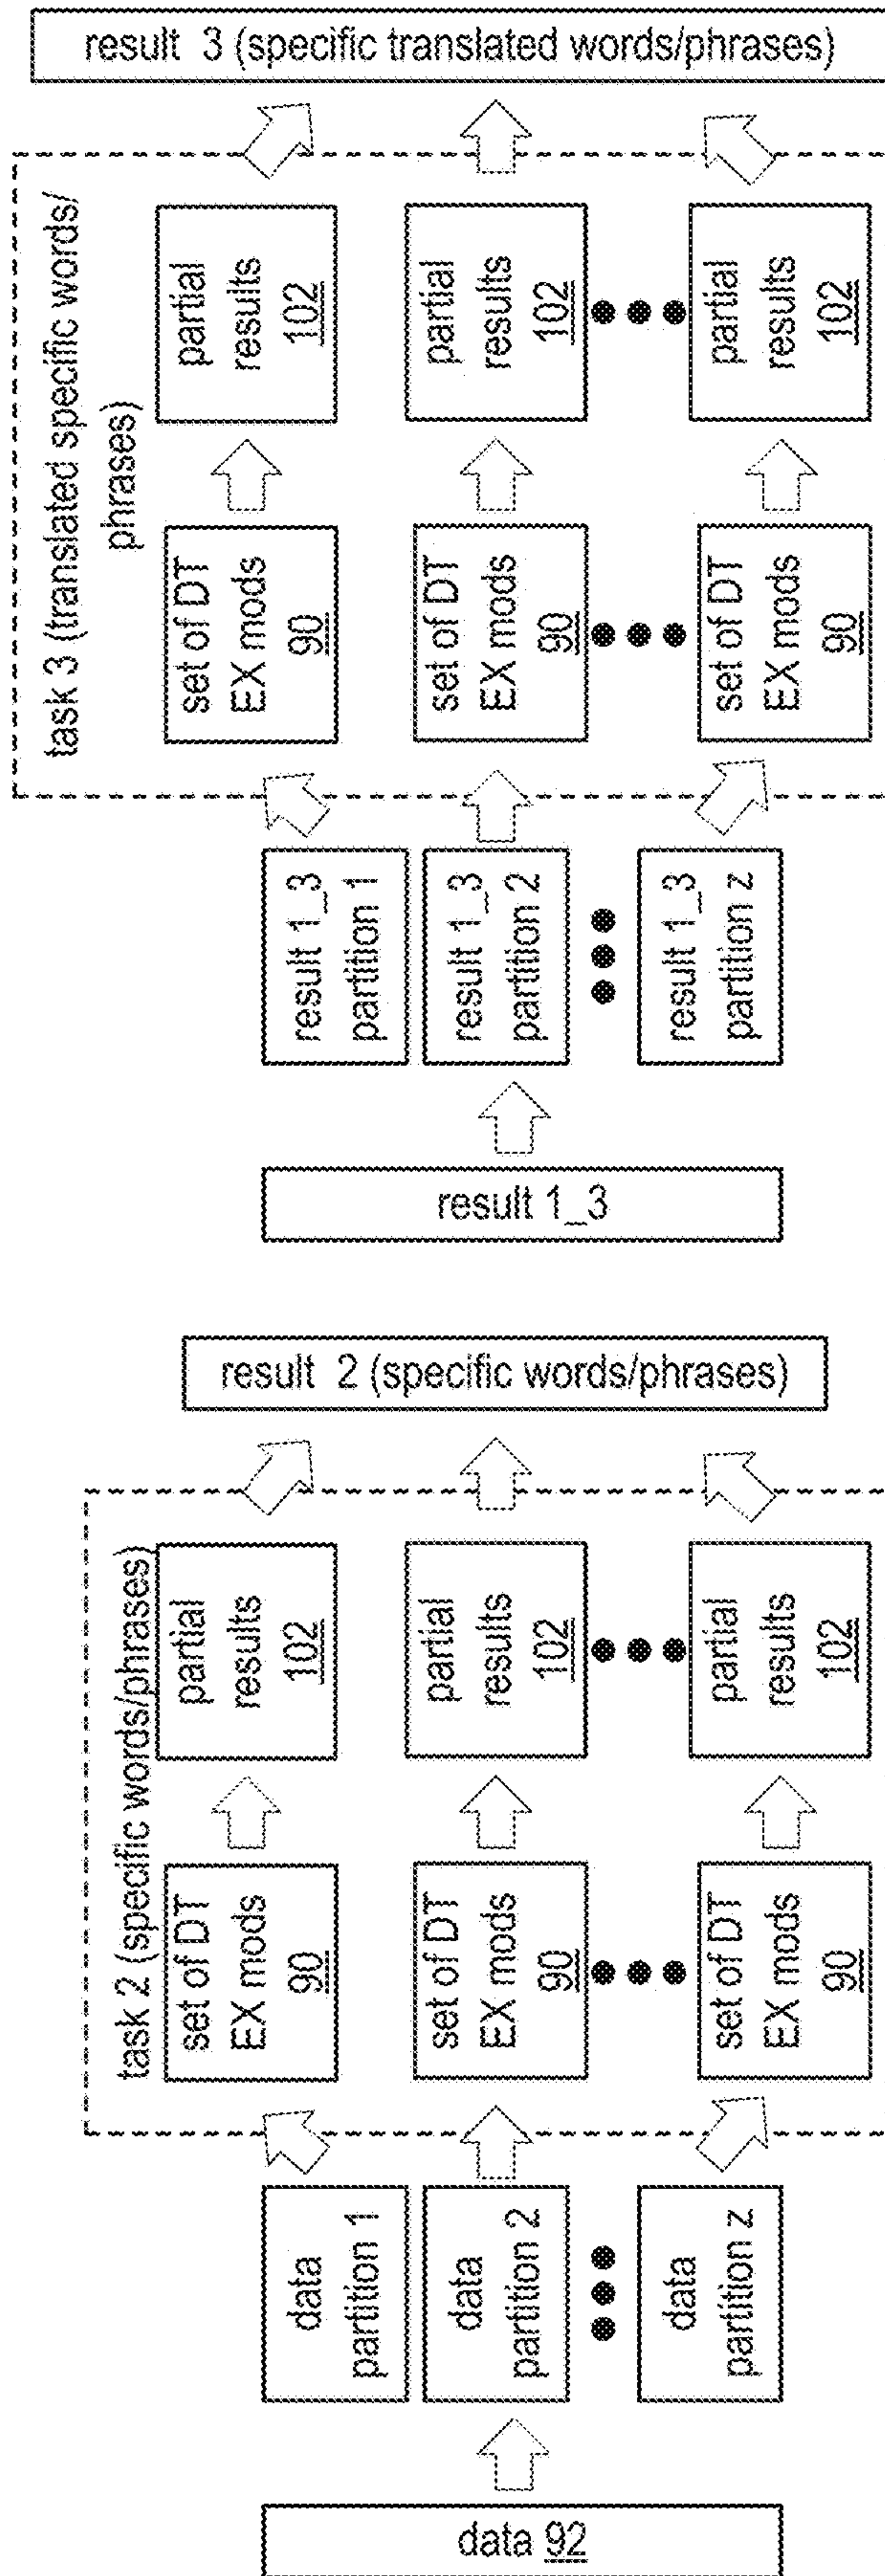 data 92
data
partition 1
data
partition 2
data
partition z
task 2 (specific words/phrases)
set of DT
EX mods
90
set of DT
EX mods
90
set of DT
EX mods
90
partial
results
102
partial
results
102
partial
results
102
result 2 (specific words/phrases)
result 1_3
result 1_3
partition 1
result 1_3
partition 2
result 1_3
partition z
task 3 (translated specific words/
phrases)
set of DT
EX mods
90
set of DT
EX mods
90
set of DT
EX mods
90
partial
results
102
partial
results
102
partial
results
102
result 3 (specific translated words/phrases)